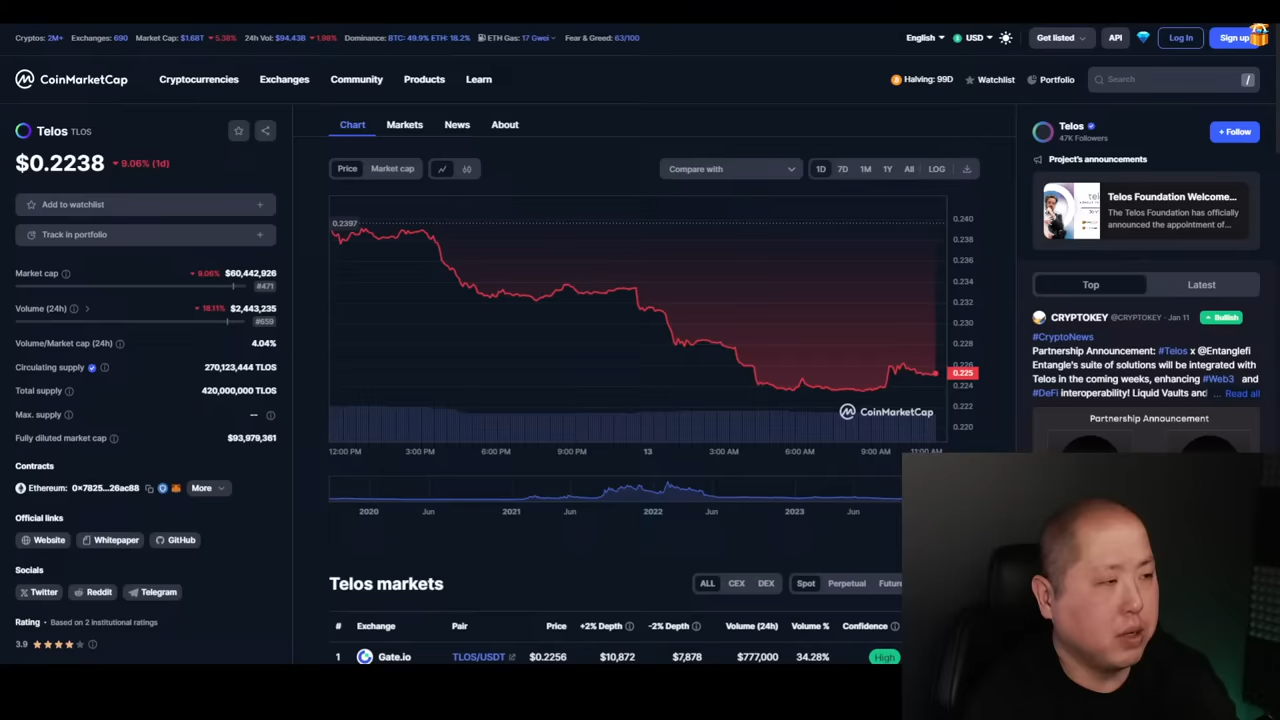 Cryptos: 2M+ Exchanges: 690 Market Cap: $1.68T 5.38% 24h Vol: $94.43B 1.98% Dominance: BTC: 49.9% ETH: 18.2% ETH Gas: 17 Gwei Fear & Greed: 63/100
English USD Get listed API Log In Sign up
CoinMarketCap Cryptocurrencies Exchanges Community Products Learn
Halving: 99D Watchlist Portfolio Search /
Telos TLOS
$0.2238 9.06% (1d)
Add to watchlist +
Track in portfolio +
Market cap 9.06% $60,442,926
#471
Volume (24h) 18.11% $2,443,235
#659
Volume/Market cap (24h) 4.04%
Circulating supply 270,123,444 TLOS
Total supply 420,000,000 TLOS
Max. supply --
Fully diluted market cap $93,979,361
Contracts
Ethereum: 0x7825...26ac88 More
Official links
Website Whitepaper GitHub
Socials
Twitter Reddit Telegram
Rating · Based on 2 institutional ratings
3.9
Chart Markets News About
Price Market cap
Compare with 1D 7D 1M 1Y All LOG
0.2397
0.240
0.238
0.236
0.234
0.232
0.230
0.228
0.226
0.225
0.224
0.222
0.220
CoinMarketCap
12:00 PM 3:00 PM 6:00 PM 9:00 PM 13 3:00 AM 6:00 AM 9:00 AM 11:00 AM
2020 Jun 2021 Jun 2022 Jun 2023 Jun
Telos markets
ALL CEX DEX Spot Perpetual Futur
# Exchange Pair Price +2% Depth -2% Depth Volume (24h) Volume % Confidence
1 Gate.io TLOS/USDT $0.2256 $10,872 $7,878 $777,000 34.28% High
Telos
47K Followers
+ Follow
Project's announcements
Telos Foundation Welcome...
The Telos Foundation has officially
announced the appointment of...
Top Latest
CRYPTOKEY @CRYPTOKEY · Jan 11 Bullish
#CryptoNews
Partnership Announcement: #Telos x @Entanglefi
Entangle's suite of solutions will be integrated with
Telos in the coming weeks, enhancing #Web3 and
#DeFi interoperability! Liquid Vaults and ... Read all
Partnership Announcement